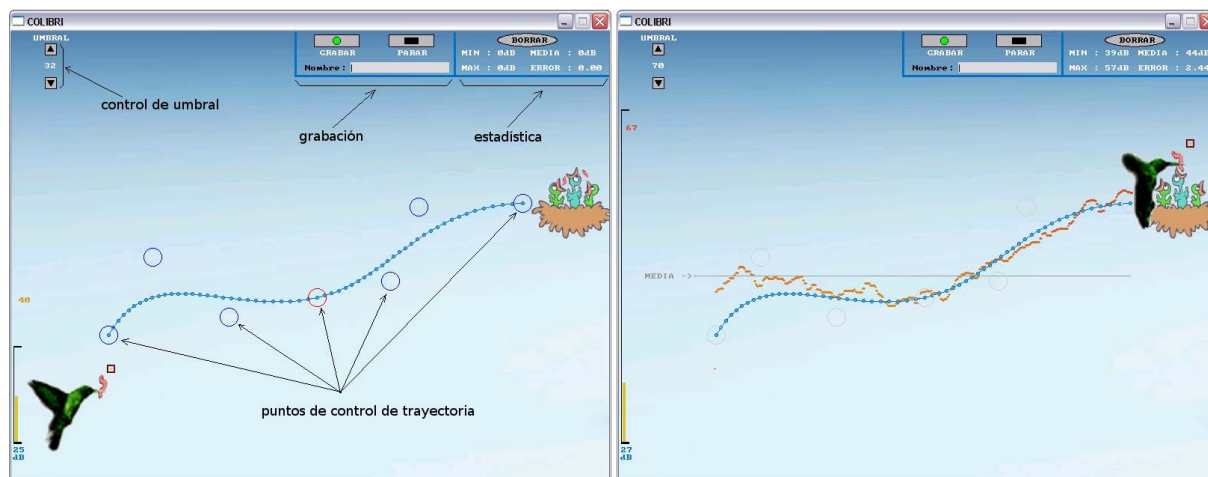 COLIBRI
UMBRAL
32
GRABAR PARAR
Nombre:
BORRAR
MIN : 0dB MEDIA : 0dB
MAX : 0dB ERROR : 0.00
control de umbral
grabación
estadística
40
puntos de control de trayectoria
25
dB
COLIBRI
UMBRAL
70
GRABAR PARAR
Nombre:
BORRAR
MIN : 39dB MEDIA : 44dB
MAX : 57dB ERROR : 2.44
67
MEDIA ->
27
dB